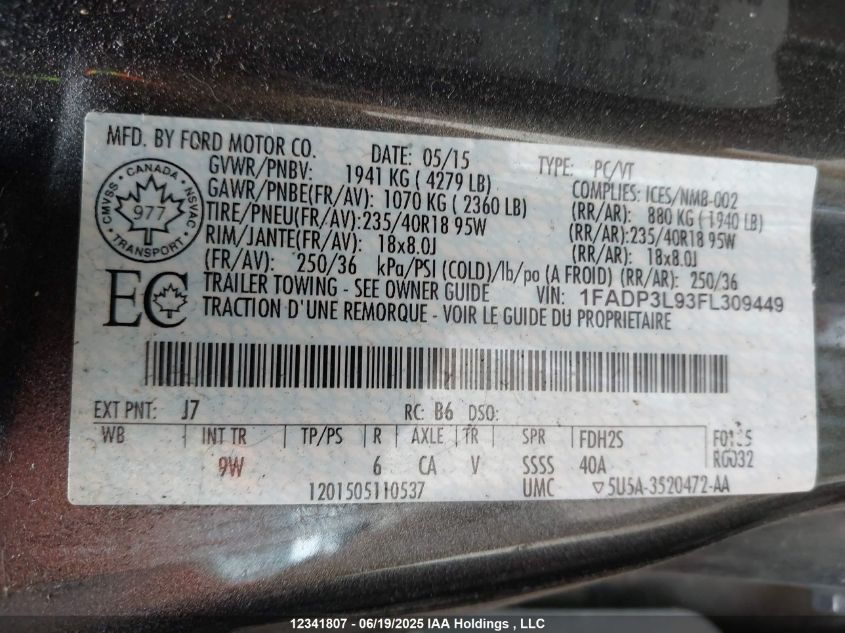 MFD. BY FORD MOTOR CO. DATE: 05/15 TYPE: PC/VT
GVWR/PNBV: 1941 KG ( 4279 LB) COMPLIES: ICES/NMB-002
GAWR/PNBE(FR/AV): 1070 KG ( 2360 LB) (RR/AR): 880 KG ( 1940 LB)
TIRE/PNEU(FR/AV):235/40R18 95W (RR/AR):235/40R18 95W
RIM/JANTE(FR/AV): 18x8.0J (RR/AR): 18x8.0J
(FR/AV): 250/36 kPa/PSI (COLD)/lb/po (A FROID) (RR/AR): 250/36
TRAILER TOWING - SEE OWNER GUIDE VIN: 1FADP3L93FL309449
TRACTION D'UNE REMORQUE - VOIR LE GUIDE DU PROPRIETAIRE
CANADA
CMVSS NSVAC
977
TRANSPORT
EC
EXT PNT: J7 RC: B6 DSO:
WB INT TR TP/PS R AXLE TR SPR FDH2S
9W 6 CA V SSSS 40A RG032
1201505110537 UMC 5U5A-3520472-AA
12341807 - 06/19/2025 IAA Holdings , LLC